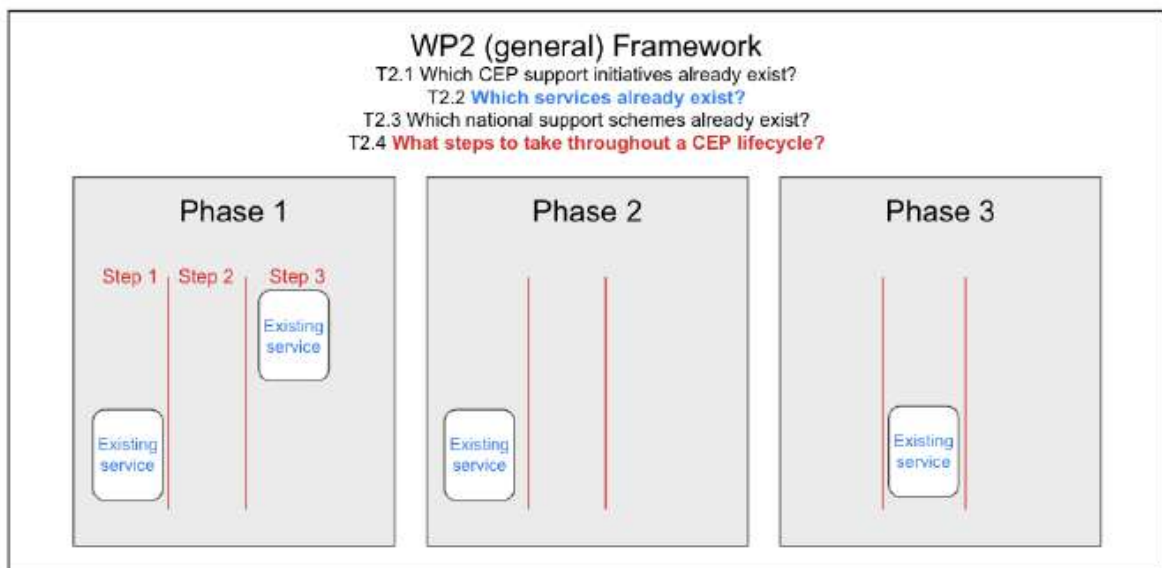 WP2 (general) Framework
T2.1 Which CEP support initiatives already exist?
T2.2 Which services already exist?
T2.3 Which national support schemes already exist?
T2.4 What steps to take throughout a CEP lifecycle?
Phase 1
Step 1
Step 2
Step 3
Existing
service
Existing
service
Phase 2
Existing
service
Phase 3
Existing
service